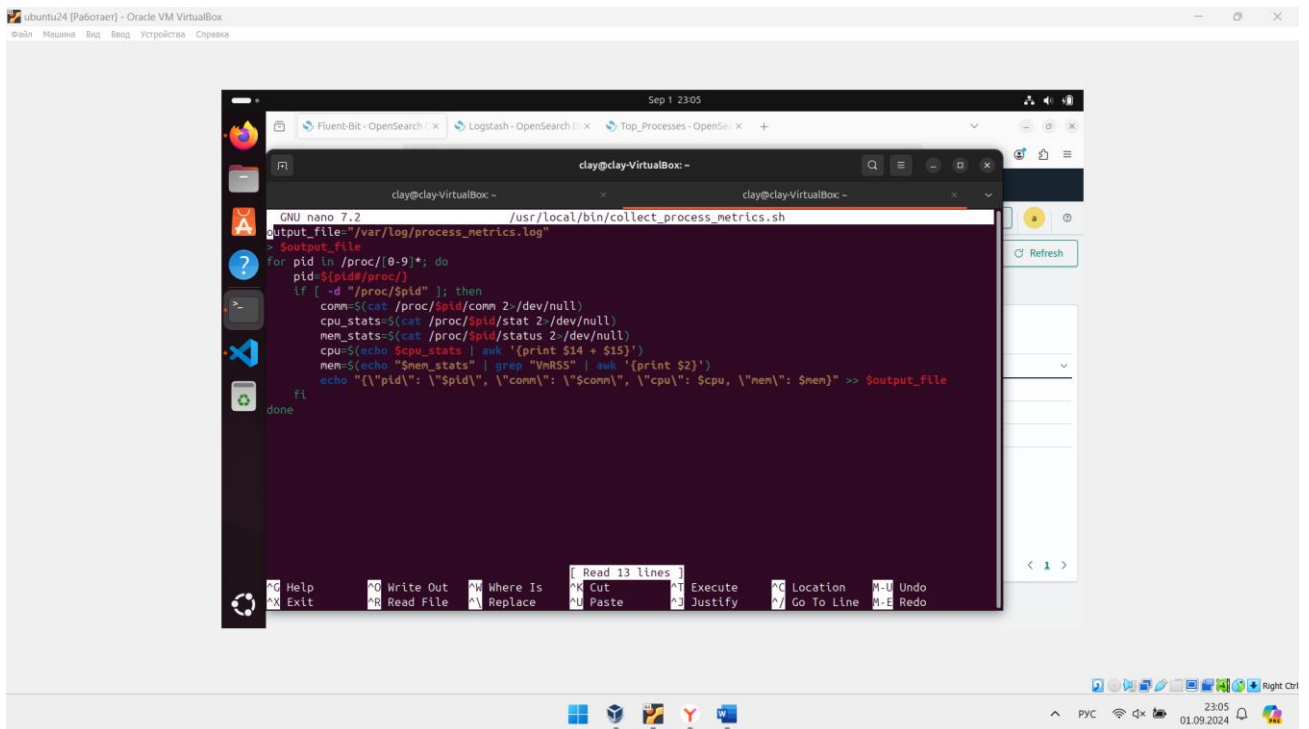 ubuntu24 [Работает] - Oracle VM VirtualBox
Файл Машина Вид Ввод Устройства Справка
Sep 1 23:05
Fluent-Bit - OpenSearch D × Logstash - OpenSearch D × Top_Processes - OpenSea × +
clay@clay-VirtualBox: ~
clay@clay-VirtualBox: ~ × clay@clay-VirtualBox: ~ ×
GNU nano 7.2 /usr/local/bin/collect_process_metrics.sh
output_file="/var/log/process_metrics.log"
> $output_file
for pid in /proc/[0-9]*; do
    pid=${pid#/proc/}
    if [ -d "/proc/$pid" ]; then
        comm=$(cat /proc/$pid/comm 2>/dev/null)
        cpu_stats=$(cat /proc/$pid/stat 2>/dev/null)
        mem_stats=$(cat /proc/$pid/status 2>/dev/null)
        cpu=$(echo $cpu_stats | awk '{print $14 + $15}')
        mem=$(echo "$mem_stats" | grep "VmRSS" | awk '{print $2}')
        echo "{\"pid\": \"$pid\", \"comm\": \"$comm\", \"cpu\": $cpu, \"mem\": $mem}" >> $output_file
    fi
done
a
Refresh
< 1 >
[ Read 13 lines ]
^G Help ^O Write Out ^W Where Is ^K Cut ^T Execute ^C Location M-U Undo
^X Exit ^R Read File ^\ Replace ^U Paste ^J Justify ^/ Go To Line M-E Redo
Right Ctrl
РУС 23:05
01.09.2024